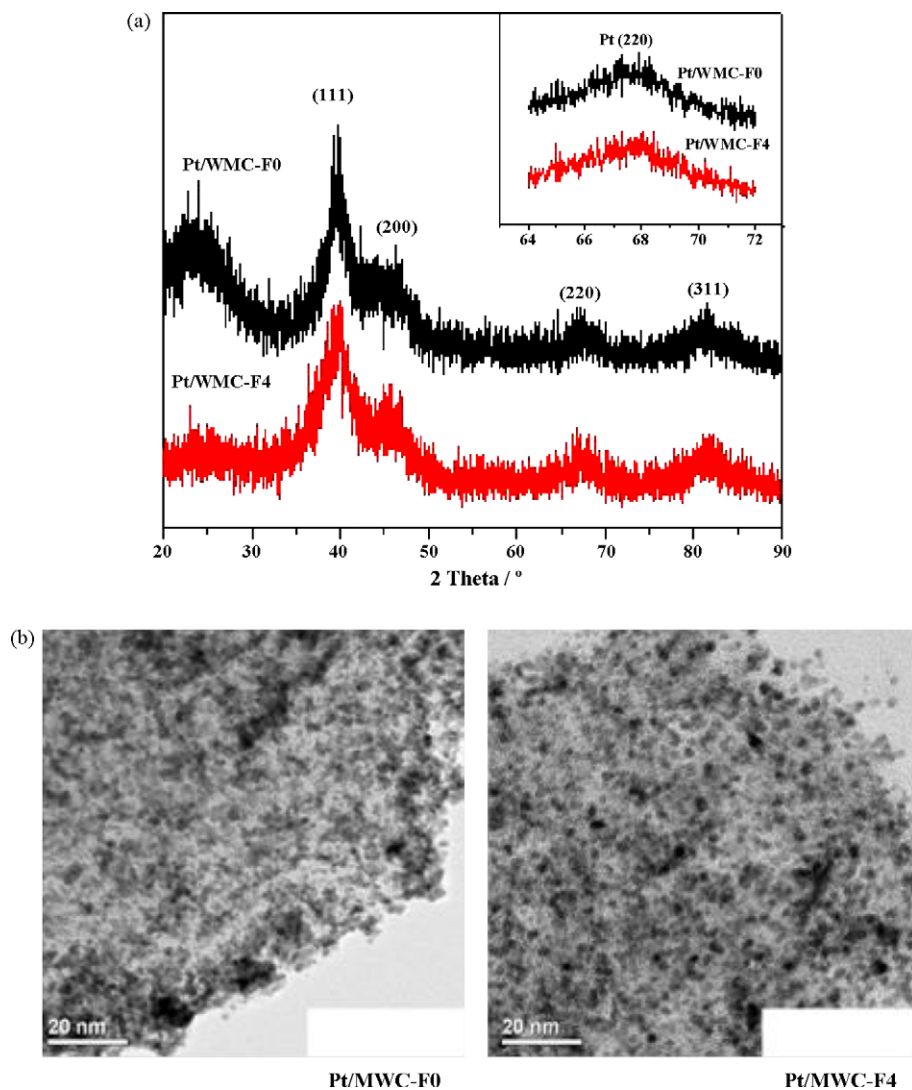 (a)
Pt (220)
Pt/WMC-F0
Pt/WMC-F4
64 66 67 68 70 71 72
(111)
Pt/WMC-F0
(200)
(220)
(311)
Pt/WMC-F4
20 30 40 50 60 70 80 90
2 Theta / º
(b)
20 nm
20 nm
Pt/MWC-F0
Pt/MWC-F4